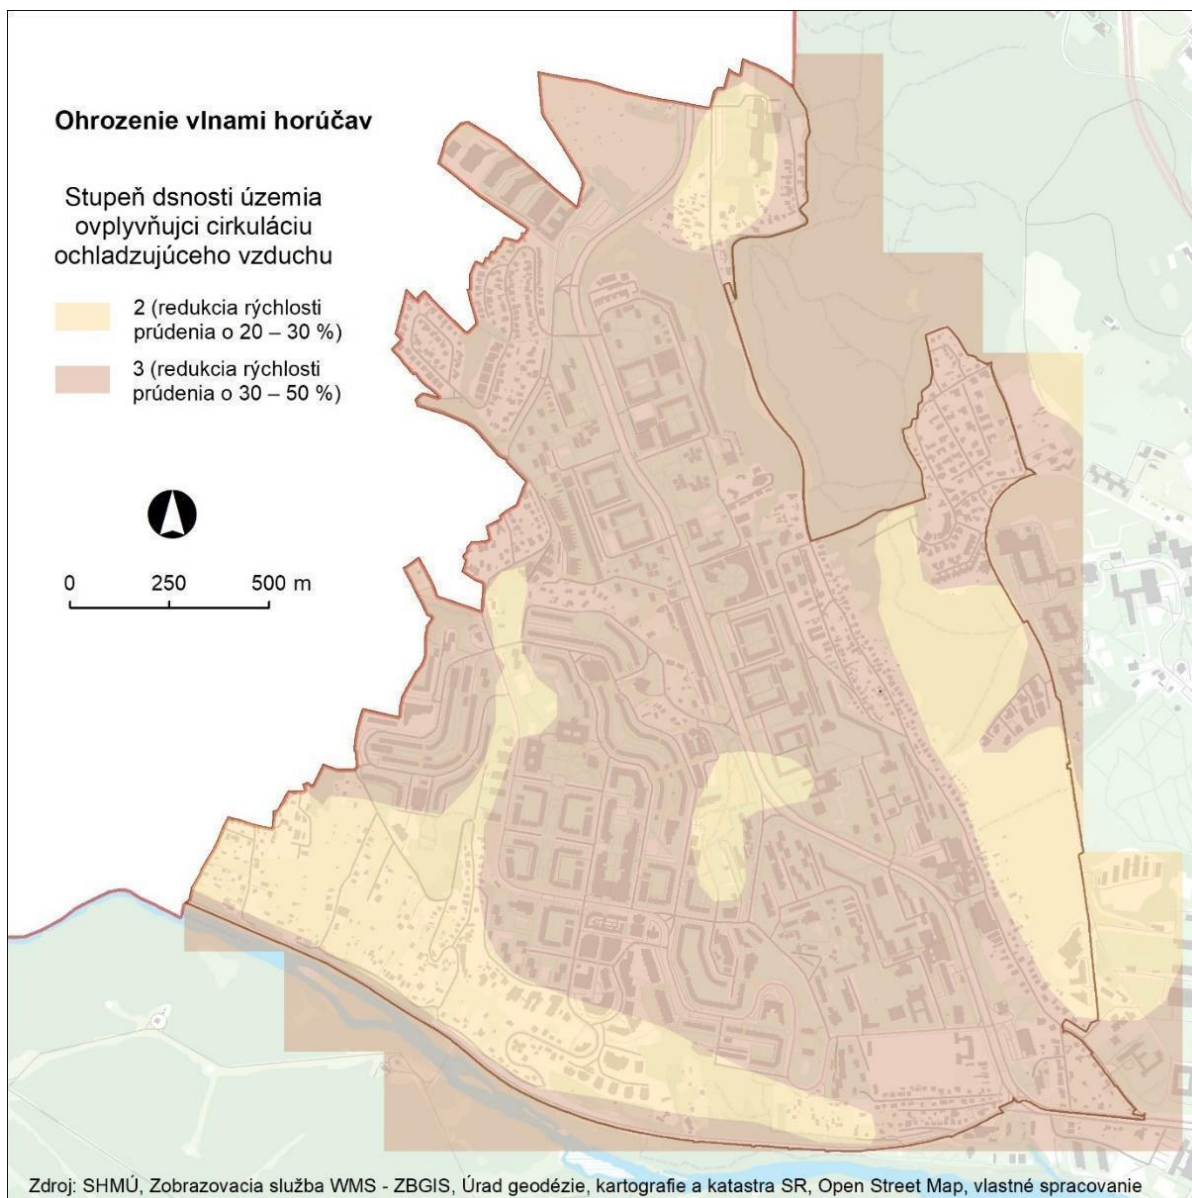 Ohrozenie vlnami horúčav
Stupeň dsnosti územia
ovplyvňujci cirkuláciu
ochladzujúceho vzduchu
2 (redukcia rýchlosti
prúdenia o 20 – 30 %)
3 (redukcia rýchlosti
prúdenia o 30 – 50 %)
0 250 500 m
Zdroj: SHMÚ, Zobrazovacia služba WMS - ZBGIS, Úrad geodézie, kartografie a katastra SR, Open Street Map, vlastné spracovanie